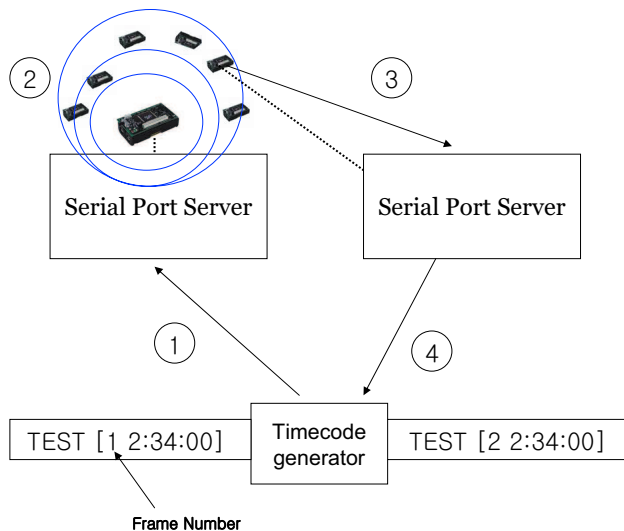 2
3
Serial Port Server
Serial Port Server
1
4
TEST [1 2:34:00]
Timecode
generator
TEST [2 2:34:00]
Frame Number